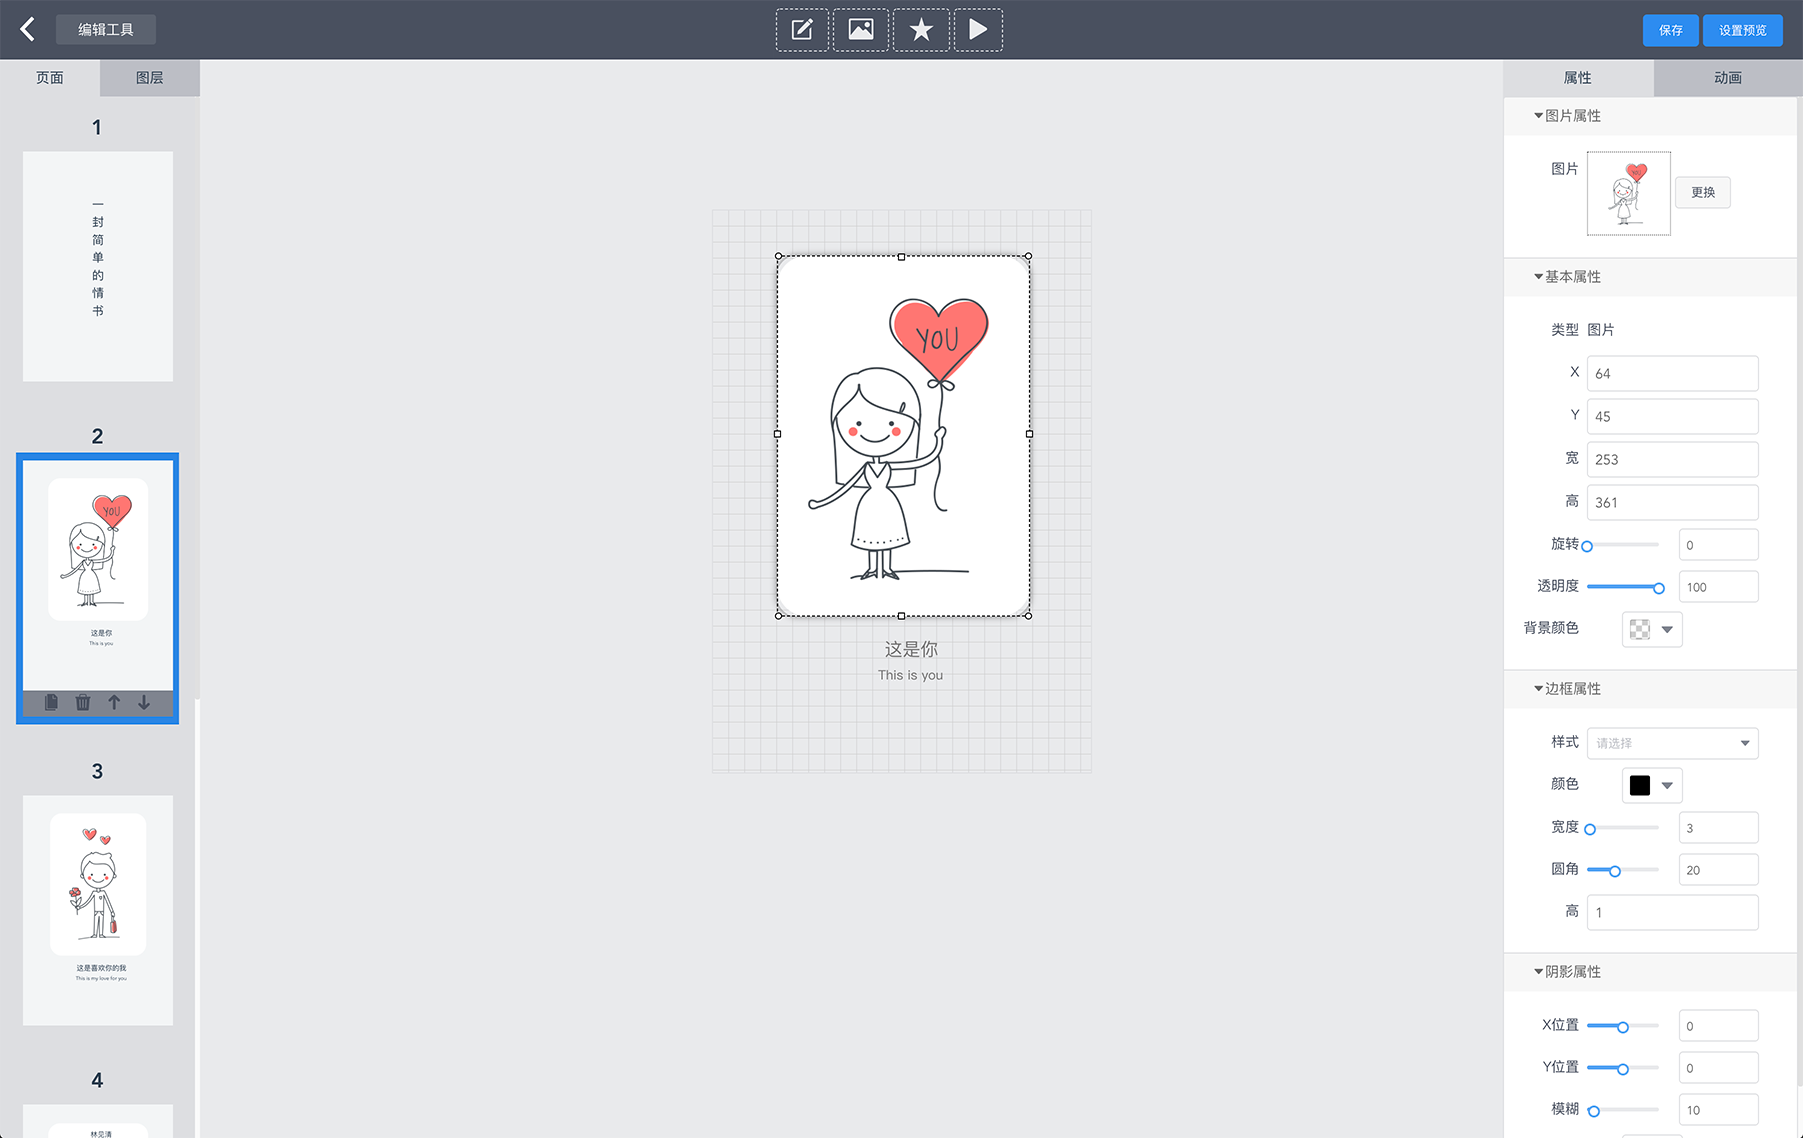 编辑工具
保存
设置预览
页面
图层
1
一封简单的情书
2
YOU
这是你
This is you
3
这是喜欢你的我
This is my love for you
4
林见清
YOU
这是你
This is you
属性
动画
图片属性
图片
YOU
更换
基本属性
类型 图片
X 64
Y 45
宽 253
高 361
旋转 0
透明度 100
背景颜色
边框属性
样式 请选择
颜色
宽度 3
圆角 20
高 1
阴影属性
X位置 0
Y位置 0
模糊 10